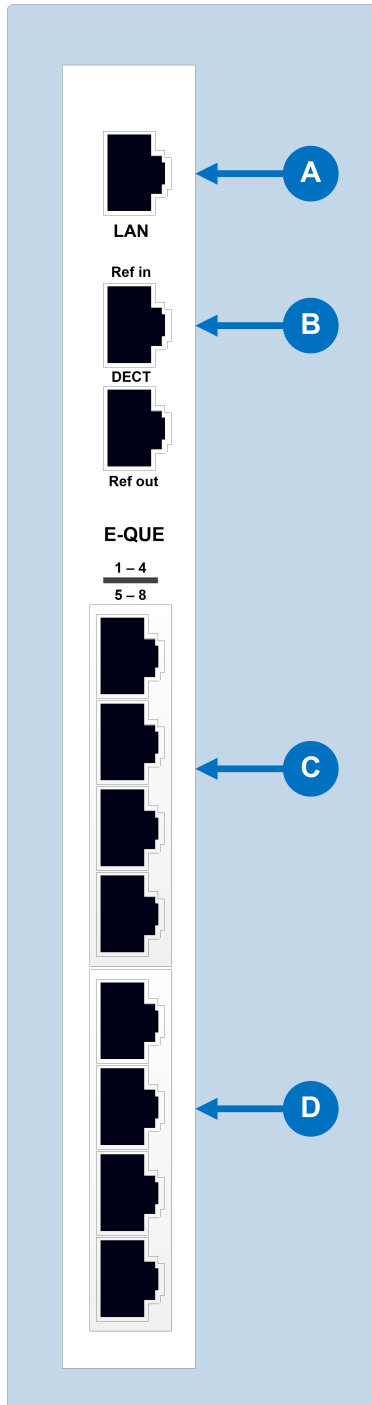 A
LAN
Ref in
B
DECT
Ref out
E-QUE
1 – 4
5 – 8
C
D